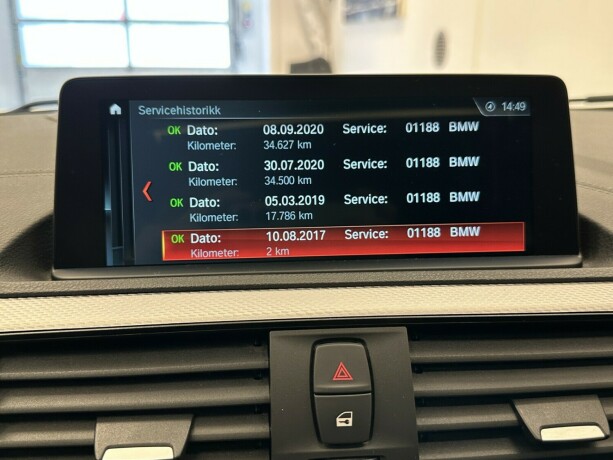 Servicehistorikk 14:49
OK Dato: 08.09.2020 Service: 01188 BMW
Kilometer: 34.627 km
OK Dato: 30.07.2020 Service: 01188 BMW
Kilometer: 34.500 km
OK Dato: 05.03.2019 Service: 01188 BMW
Kilometer: 17.786 km
OK Dato: 10.08.2017 Service: 01188 BMW
Kilometer: 2 km